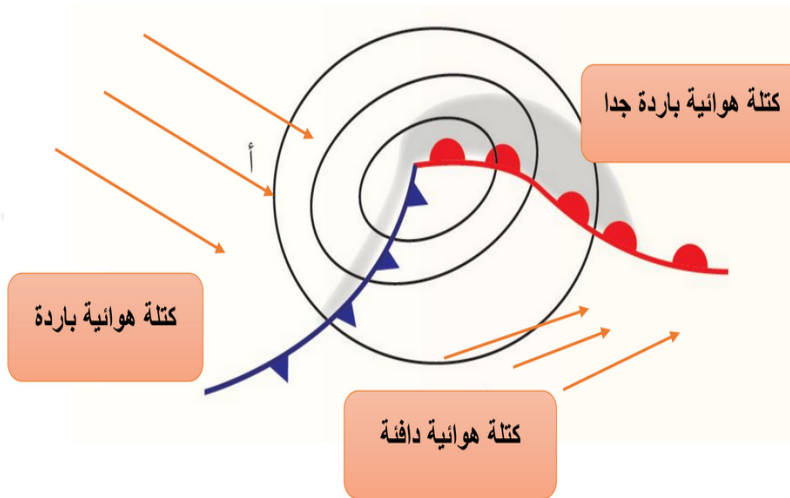 كتلة هوائية باردة جدا
أ
كتلة هوائية باردة
كتلة هوائية دافئة